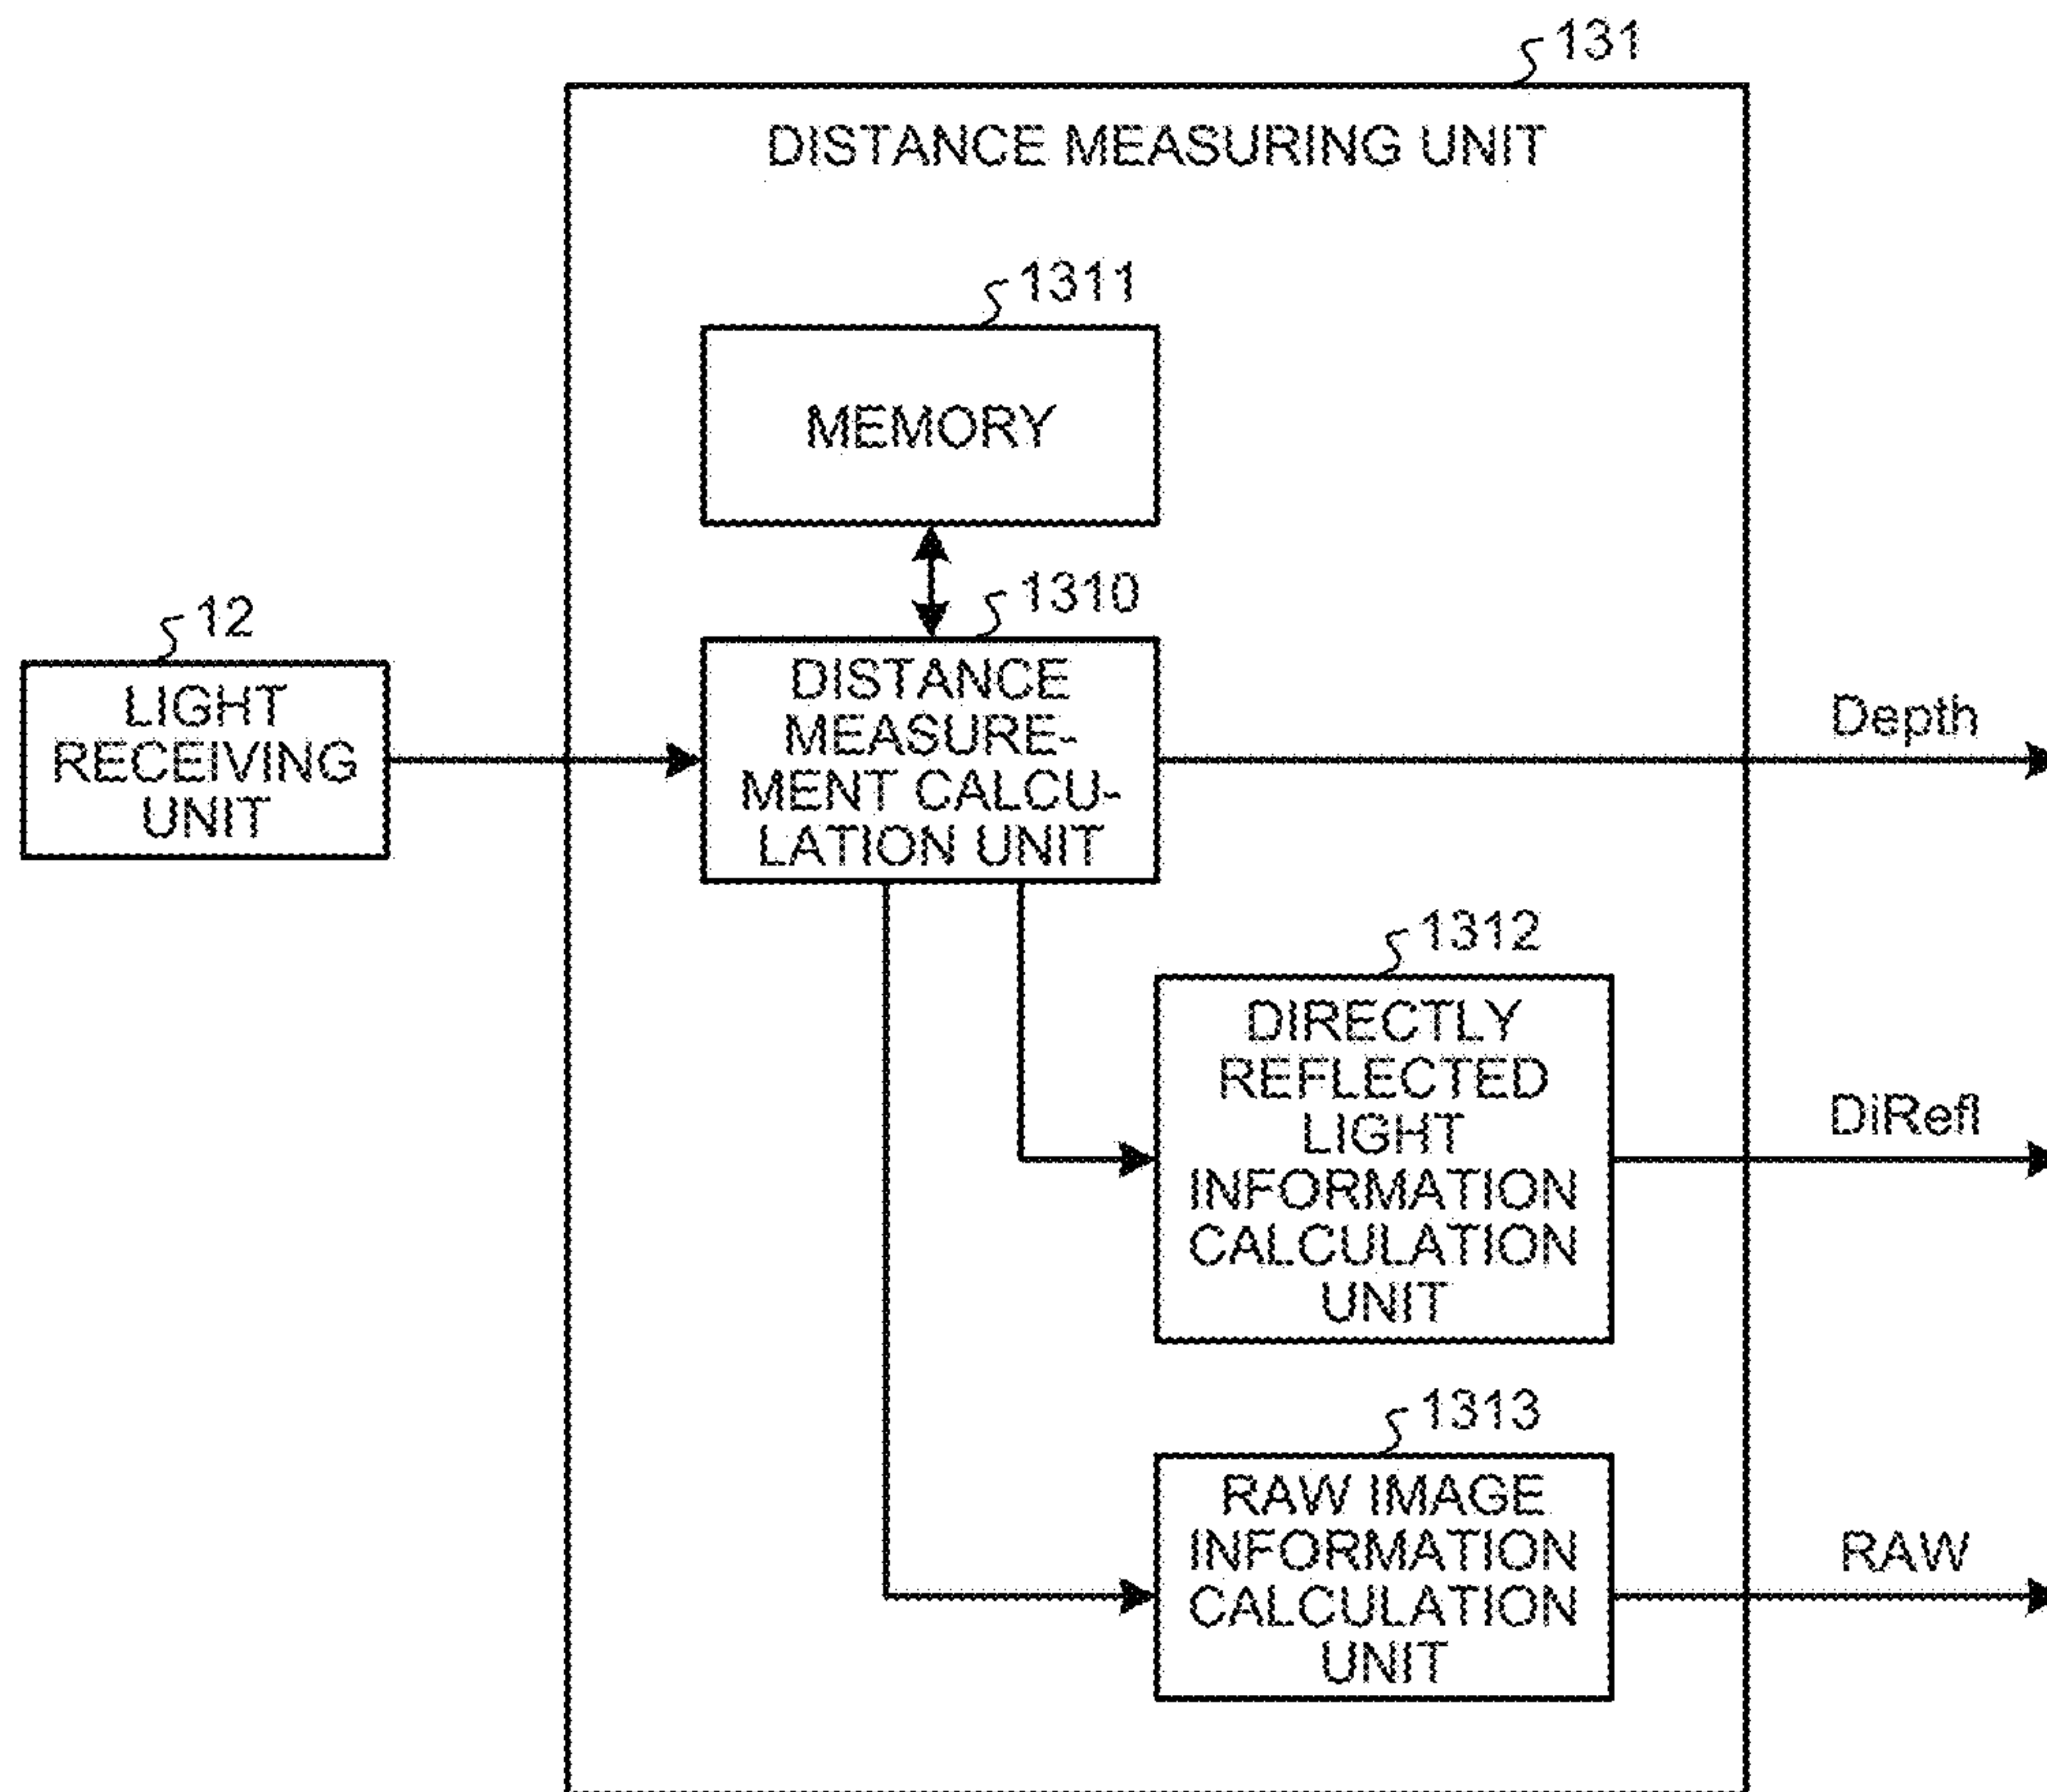 131
DISTANCE MEASURING UNIT
1311
MEMORY
1310
12
LIGHT
RECEIVING
UNIT
DISTANCE
MEASURE-
MENT CALCU-
LATION UNIT
Depth
1312
DIRECTLY
REFLECTED
LIGHT
INFORMATION
CALCULATION
UNIT
DiRefl
1313
RAW IMAGE
INFORMATION
CALCULATION
UNIT
RAW